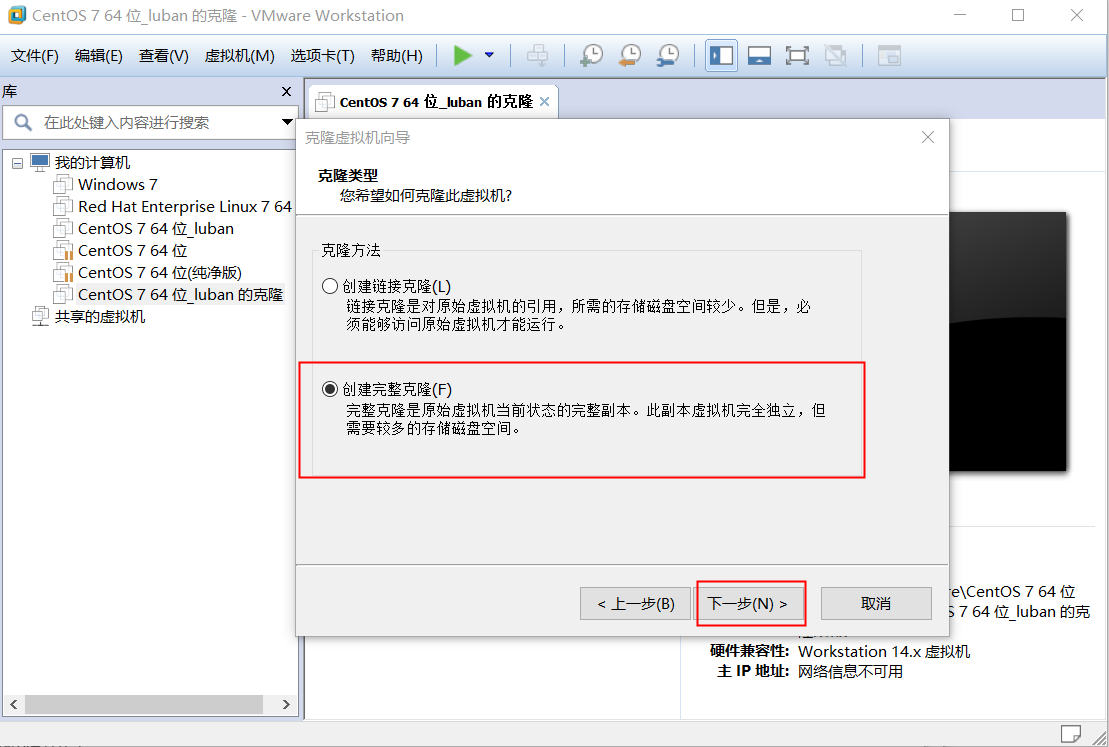 CentOS 7 64 位_luban 的克隆 - VMware Workstation
文件(F) 编辑(E) 查看(V) 虚拟机(M) 选项卡(T) 帮助(H)
库
CentOS 7 64 位_luban 的克隆
在此处键入内容进行搜索
我的计算机
Windows 7
Red Hat Enterprise Linux 7 64
CentOS 7 64 位_luban
CentOS 7 64 位
CentOS 7 64 位(纯净版)
CentOS 7 64 位_luban 的克隆
共享的虚拟机
克隆虚拟机向导
克隆类型
您希望如何克隆此虚拟机?
克隆方法
创建链接克隆(L)
链接克隆是对原始虚拟机的引用，所需的存储磁盘空间较少。但是，必
须能够访问原始虚拟机才能运行。
创建完整克隆(F)
完整克隆是原始虚拟机当前状态的完整副本。此副本虚拟机完全独立，但
需要较多的存储磁盘空间。
< 上一步(B) 下一步(N) > 取消
re\CentOS 7 64 位
S 7 64 位_luban 的克
硬件兼容性: Workstation 14.x 虚拟机
主 IP 地址: 网络信息不可用